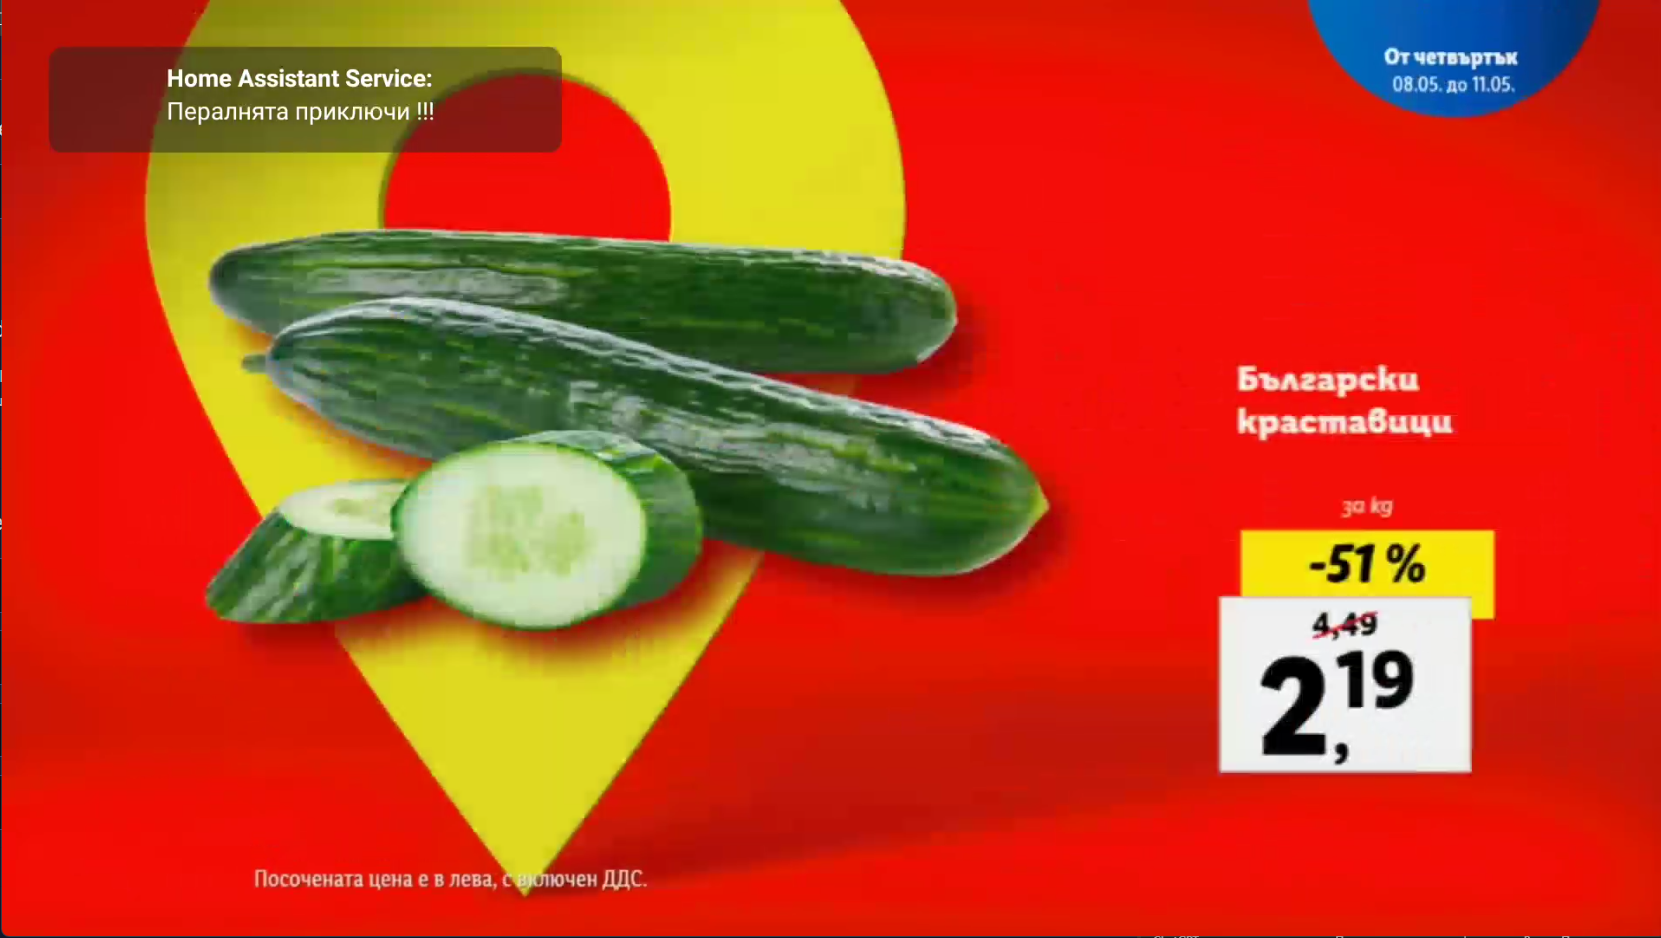 Home Assistant Service:
Пералнята приключи !!!
От четвъртък
08.05. до 11.05.
Български
краставици
за kg
-51 %
4,49
2,19
Посочената цена е в лева, с включен ДДС.